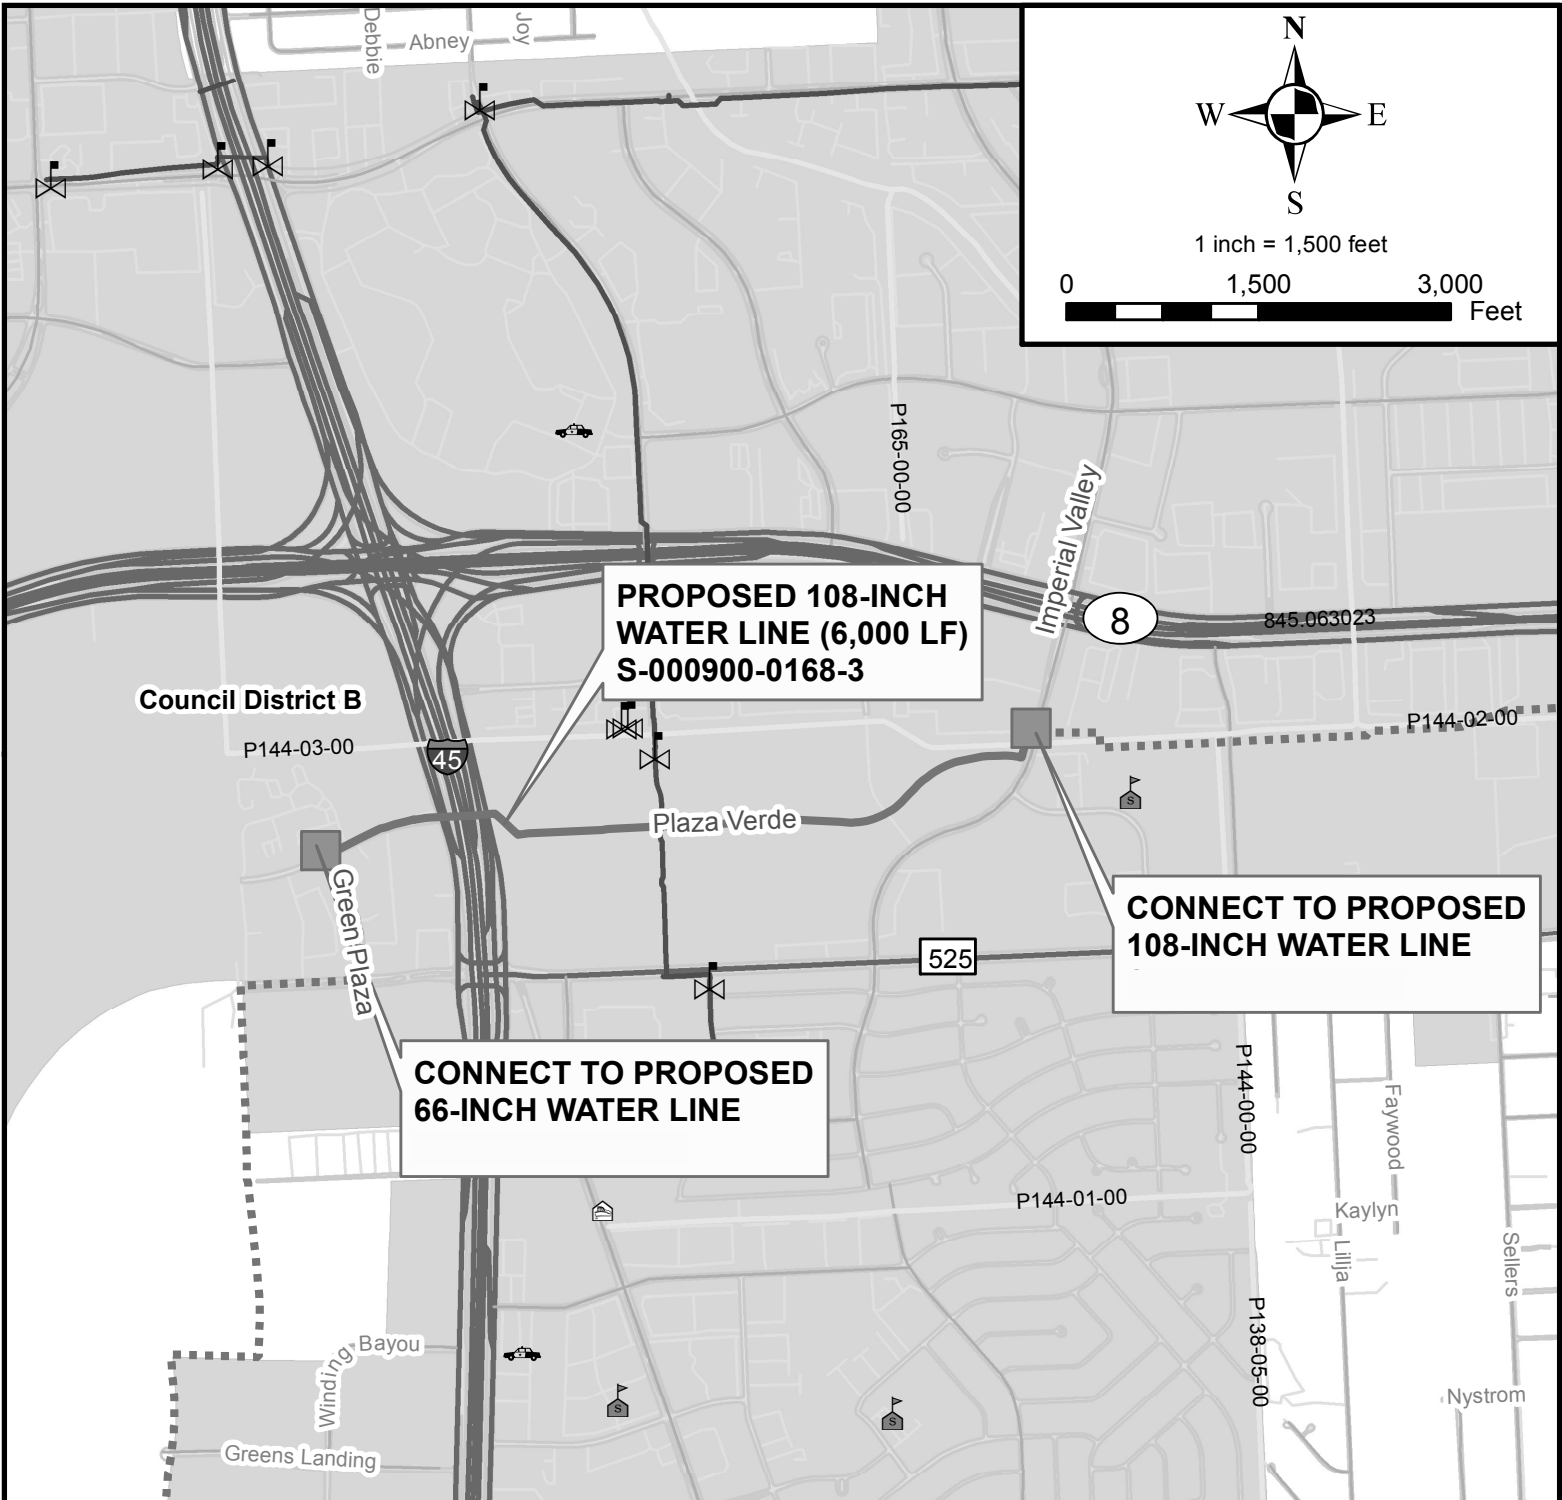 Debbie
Abney
Joy
N
W
E
S
1 inch = 1,500 feet
0 1,500 3,000
Feet
P165-00-00
Imperial Valley
8
845.063023
PROPOSED 108-INCH
WATER LINE (6,000 LF)
S-000900-0168-3
Council District B
P144-03-00
45
P144-02-00
S
Plaza Verde
Green Plaza
CONNECT TO PROPOSED
108-INCH WATER LINE
525
CONNECT TO PROPOSED
66-INCH WATER LINE
P144-00-00
Faywood
P144-01-00
Kaylyn
Lillja
Sellers
P138-05-00
Winding Bayou
S
S
Nystrom
Greens Landing